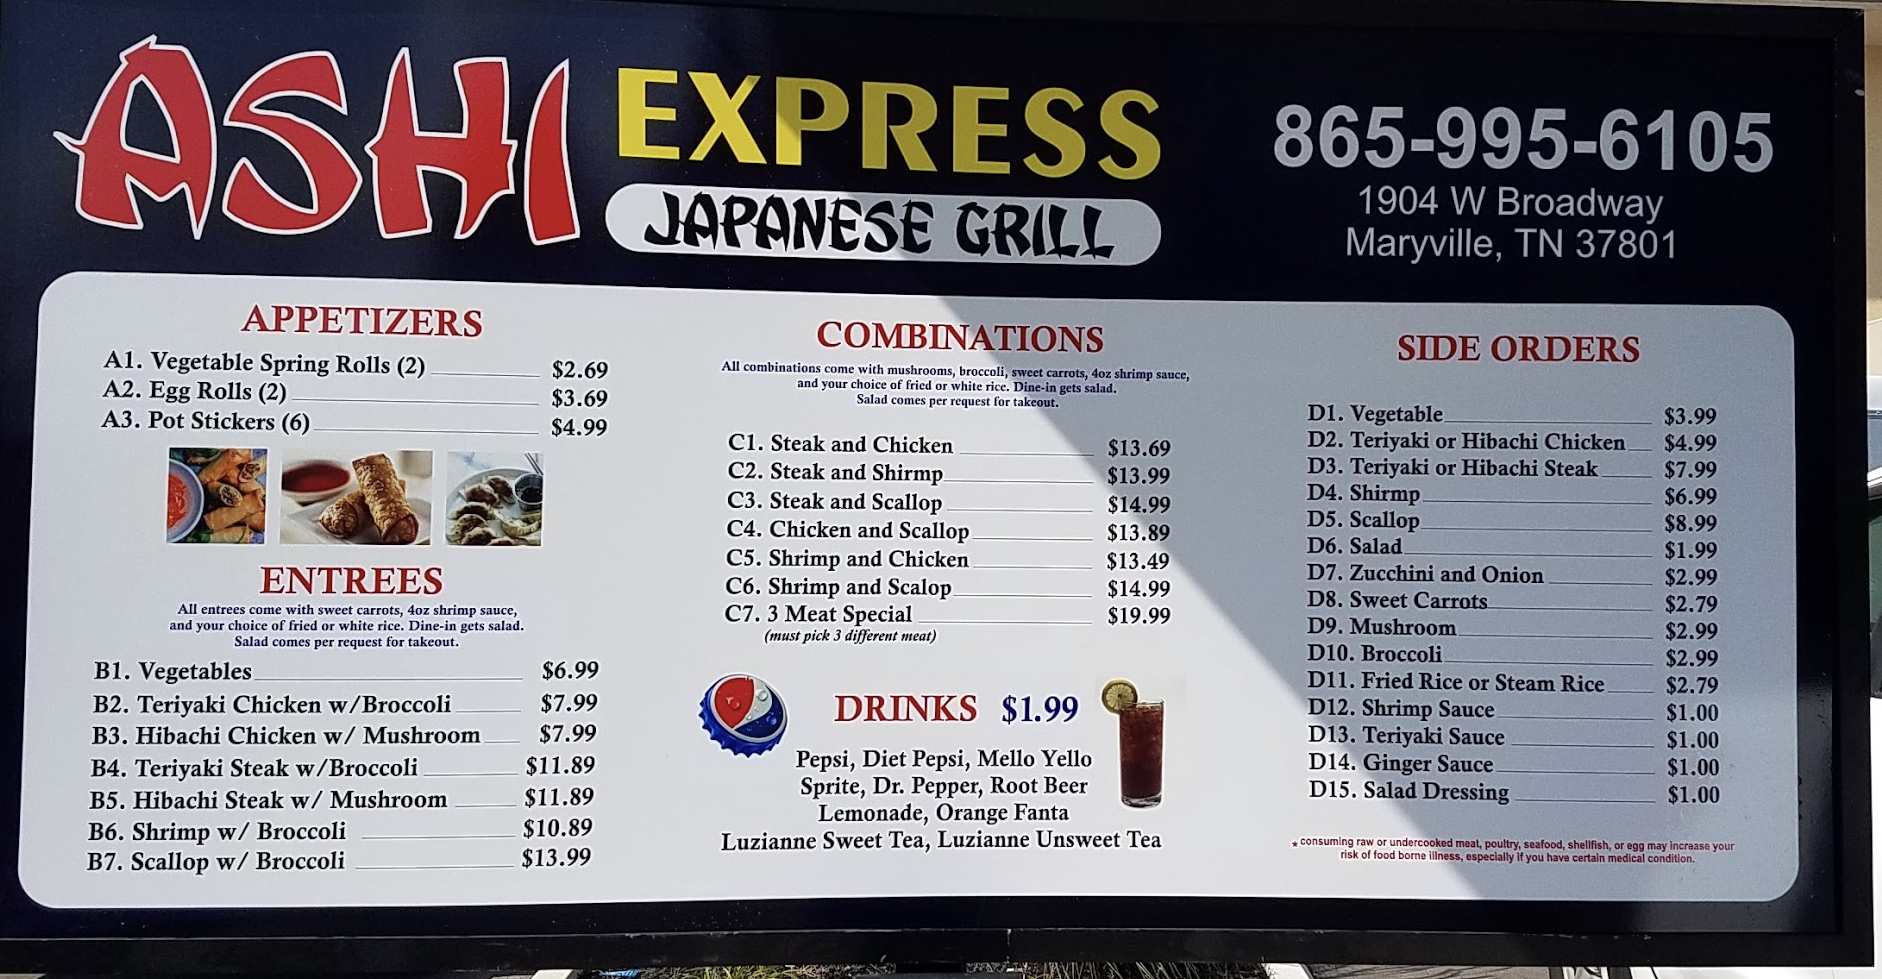 ASHI EXPRESS
JAPANESE GRILL
865-995-6105
1904 W Broadway
Maryville, TN 37801
APPETIZERS
A1. Vegetable Spring Rolls (2) $2.69
A2. Egg Rolls (2) $3.69
A3. Pot Stickers (6) $4.99
ENTREES
All entrees come with sweet carrots, 4oz shrimp sauce,
and your choice of fried or white rice. Dine-in gets salad.
Salad comes per request for takeout.
B1. Vegetables $6.99
B2. Teriyaki Chicken w/Broccoli $7.99
B3. Hibachi Chicken w/ Mushroom $7.99
B4. Teriyaki Steak w/Broccoli $11.89
B5. Hibachi Steak w/ Mushroom $11.89
B6. Shrimp w/ Broccoli $10.89
B7. Scallop w/ Broccoli $13.99
COMBINATIONS
All combinations come with mushrooms, broccoli, sweet carrots, 4oz shrimp sauce,
and your choice of fried or white rice. Dine-in gets salad.
Salad comes per request for takeout.
C1. Steak and Chicken $13.69
C2. Steak and Shirmp $13.99
C3. Steak and Scallop $14.99
C4. Chicken and Scallop $13.89
C5. Shrimp and Chicken $13.49
C6. Shrimp and Scalop $14.99
C7. 3 Meat Special $19.99
(must pick 3 different meat)
DRINKS $1.99
Pepsi, Diet Pepsi, Mello Yello
Sprite, Dr. Pepper, Root Beer
Lemonade, Orange Fanta
Luzianne Sweet Tea, Luzianne Unsweet Tea
SIDE ORDERS
D1. Vegetable $3.99
D2. Teriyaki or Hibachi Chicken $4.99
D3. Teriyaki or Hibachi Steak $7.99
D4. Shirmp $6.99
D5. Scallop $8.99
D6. Salad $1.99
D7. Zucchini and Onion $2.99
D8. Sweet Carrots $2.79
D9. Mushroom $2.99
D10. Broccoli $2.99
D11. Fried Rice or Steam Rice $2.79
D12. Shrimp Sauce $1.00
D13. Teriyaki Sauce $1.00
D14. Ginger Sauce $1.00
D15. Salad Dressing $1.00
* consuming raw or undercooked meat, poultry, seafood, shellfish, or egg may increase your
risk of food borne illness, especially if you have certain medical condition.